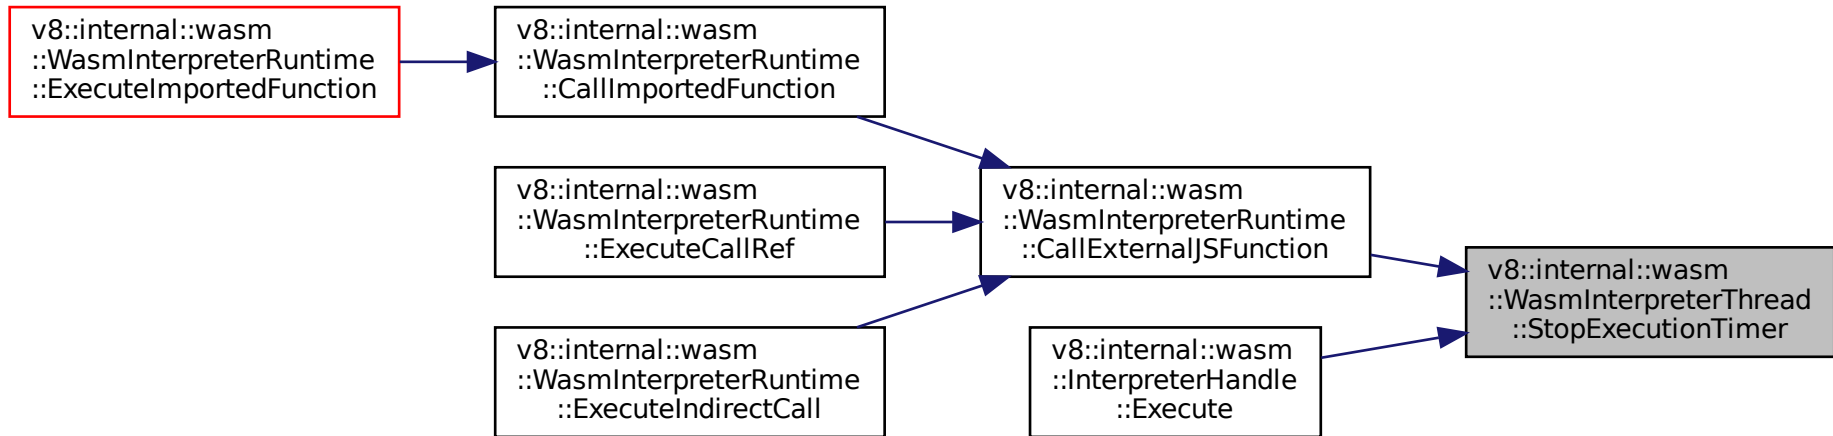 v8::internal::wasm
::WasmInterpreterRuntime
::ExecuteImportedFunction
v8::internal::wasm
::WasmInterpreterRuntime
::CallImportedFunction
v8::internal::wasm
::WasmInterpreterRuntime
::ExecuteCallRef
v8::internal::wasm
::WasmInterpreterRuntime
::ExecuteIndirectCall
v8::internal::wasm
::WasmInterpreterRuntime
::CallExternalJSFunction
v8::internal::wasm
::InterpreterHandle
::Execute
v8::internal::wasm
::WasmInterpreterThread
::StopExecutionTimer